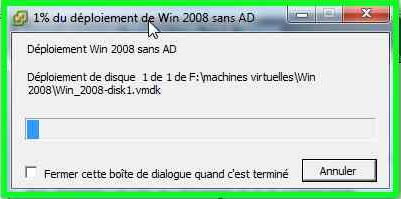 1% du déploiement de Win 2008 sans AD
Déploiement Win 2008 sans AD
Déploiement de disque 1 de 1 de F:\machines virtuelles\Win
2008\Win_2008-disk1.vmdk
Fermer cette boîte de dialogue quand c'est terminé
Annuler